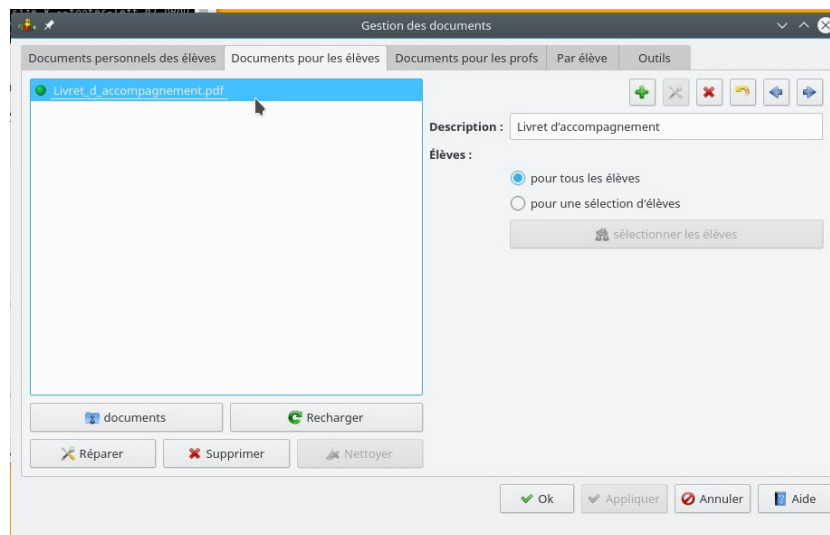 Gestion des documents
Documents personnels des élèves Documents pour les élèves Documents pour les profs Par élève Outils
Livret_d_accompagnement.pdf
Description : Livret d'accompagnement
Élèves :
pour tous les élèves
pour une sélection d'élèves
sélectionner les élèves
documents Recharger
Réparer Supprimer Nettoyer
Ok Appliquer Annuler Aide